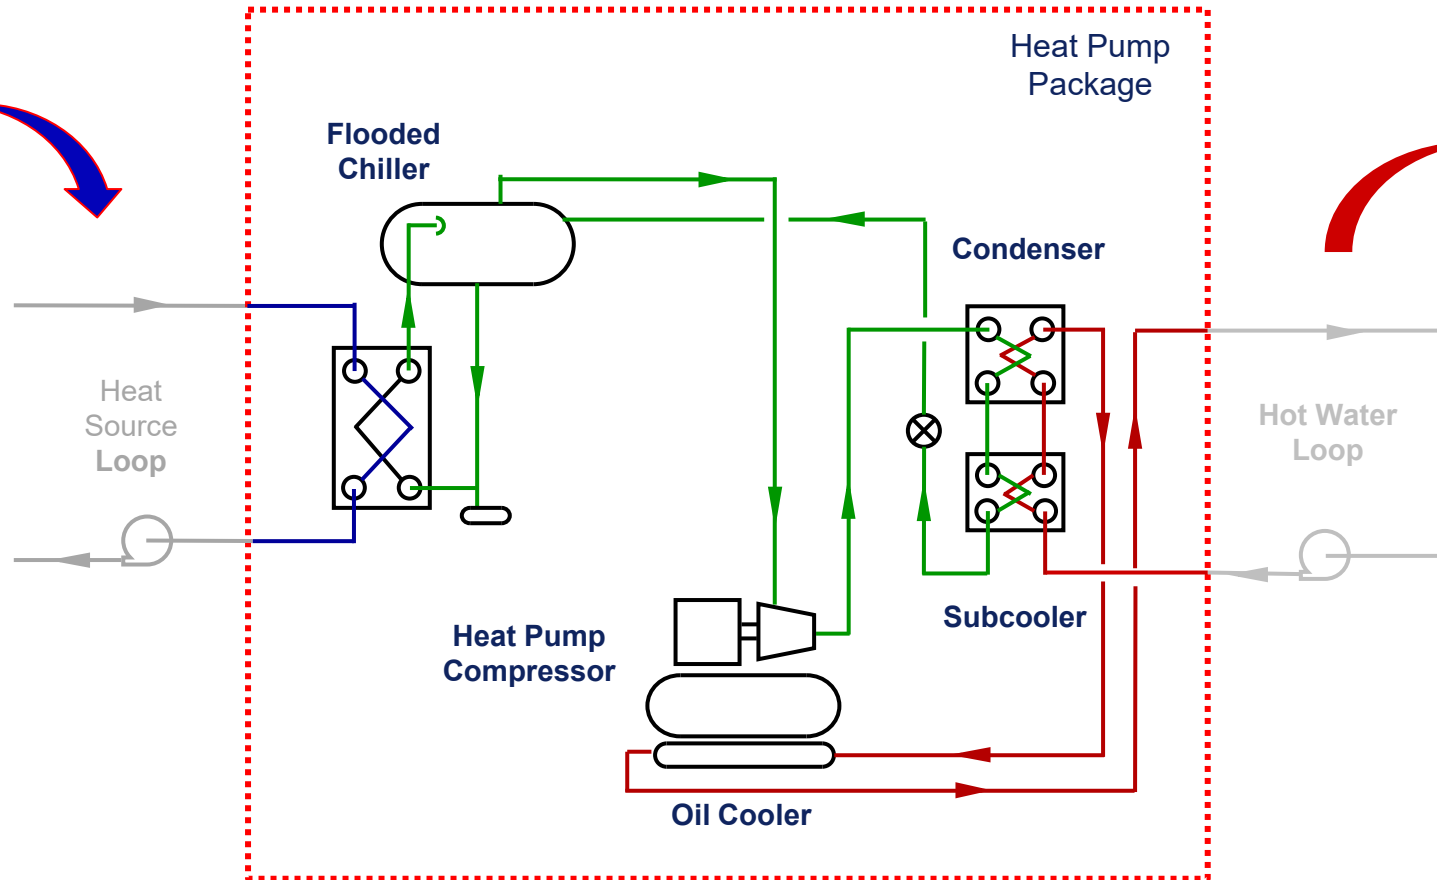 Heat Pump
Package
Flooded
Chiller
Condenser
Heat
Source
Loop
Hot Water
Loop
Subcooler
Heat Pump
Compressor
Oil Cooler